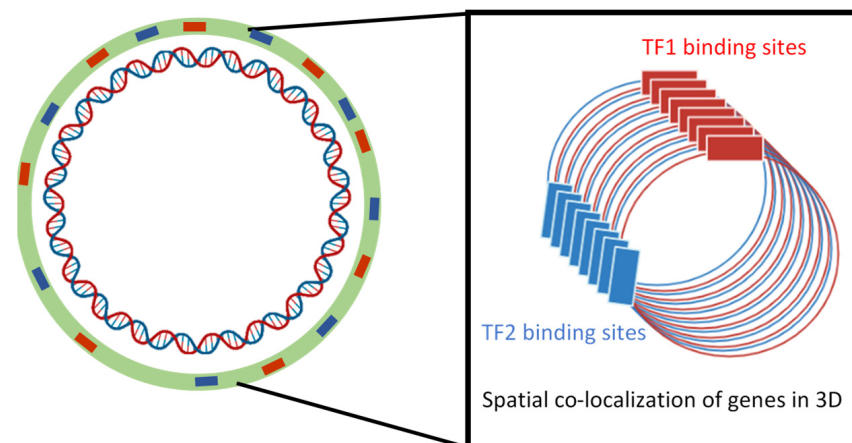 TF1 binding sites
TF2 binding sites
Spatial co-localization of genes in 3D